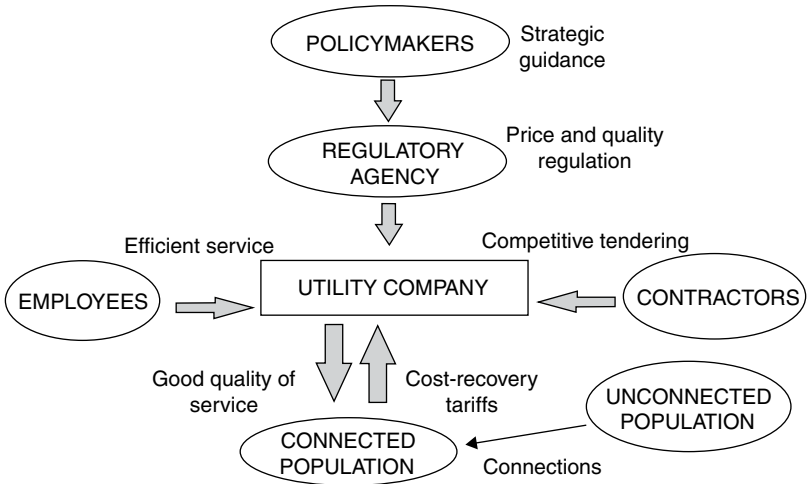 POLICYMAKERS
Strategic
guidance
REGULATORY
AGENCY
Price and quality
regulation
Efficient service
Competitive tendering
EMPLOYEES
UTILITY COMPANY
CONTRACTORS
Good quality of
service
Cost-recovery
tariffs
UNCONNECTED
POPULATION
CONNECTED
POPULATION
Connections